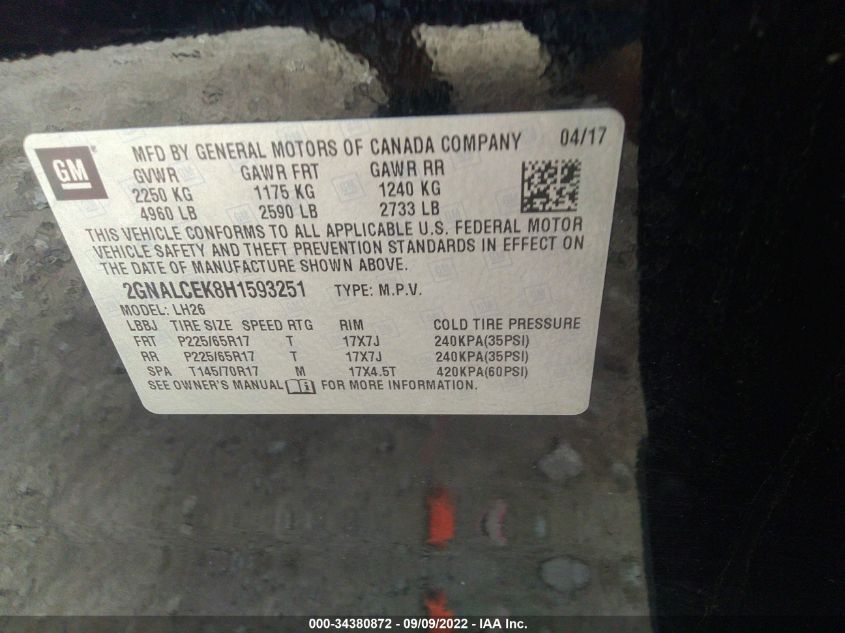 GM
MFD BY GENERAL MOTORS OF CANADA COMPANY 04/17
GVWR GAWR FRT GAWR RR
2250 KG 1175 KG 1240 KG
4960 LB 2590 LB 2733 LB
THIS VEHICLE CONFORMS TO ALL APPLICABLE U.S. FEDERAL MOTOR
VEHICLE SAFETY AND THEFT PREVENTION STANDARDS IN EFFECT ON
THE DATE OF MANUFACTURE SHOWN ABOVE.
2GNALCEK8H1593251 TYPE: M.P.V.
MODEL: LH26
LBBJ TIRE SIZE SPEED RTG RIM COLD TIRE PRESSURE
FRT P225/65R17 T 17X7J 240KPA(35PSI)
RR P225/65R17 T 17X7J 240KPA(35PSI)
SPA T145/70R17 M 17X4.5T 420KPA(60PSI)
SEE OWNER'S MANUAL FOR MORE INFORMATION.
000-34380872 - 09/09/2022 - IAA Inc.